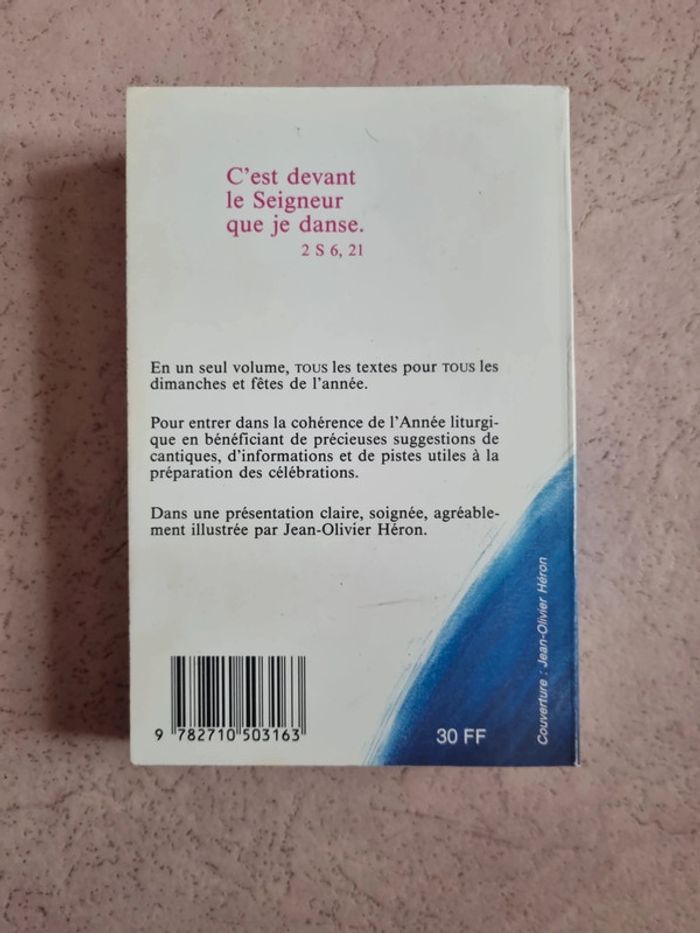 C'est devant
le Seigneur
que je danse.
2 S 6, 21
En un seul volume, TOUS les textes pour TOUS les
dimanches et fêtes de l'année.
Pour entrer dans la cohérence de l'Année liturgi-
que en bénéficiant de précieuses suggestions de
cantiques, d'informations et de pistes utiles à la
préparation des célébrations.
Dans une présentation claire, soignée, agréable-
ment illustrée par Jean-Olivier Héron.
Couverture : Jean-Olivier Héron
9 782710 503163
30 FF